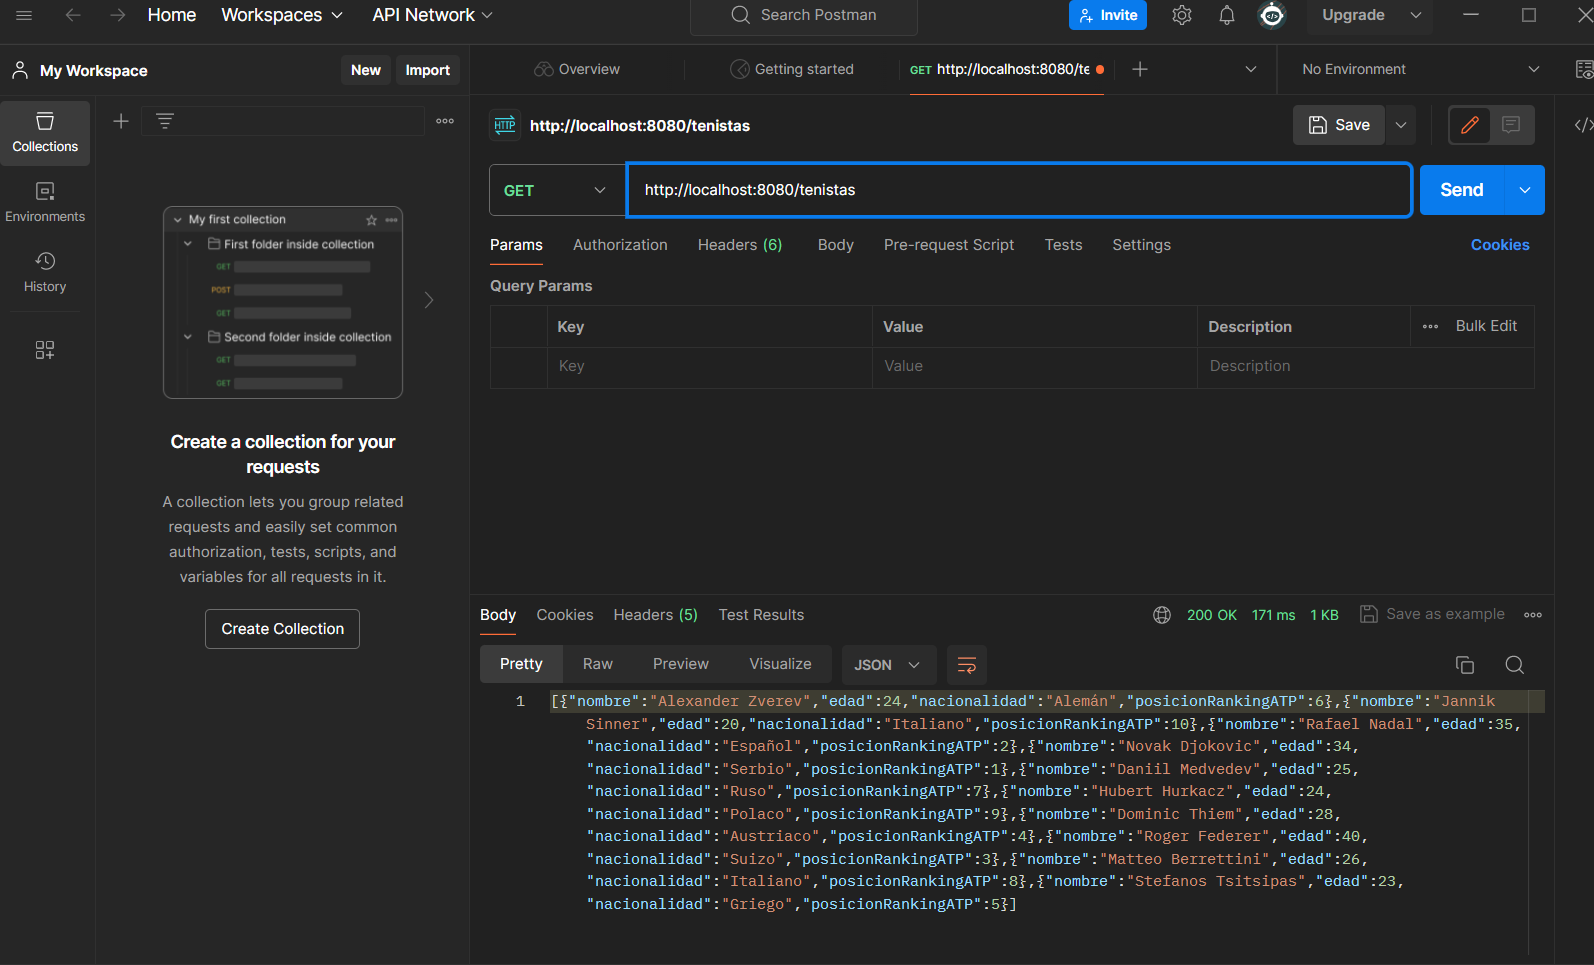 Home Workspaces API Network Search Postman Invite Upgrade
My Workspace New Import Overview Getting started GET http://localhost:8080/te No Environment
Collections
Environments
History
My first collection
First folder inside collection
GET
POST
GET
Second folder inside collection
GET
GET
Create a collection for your
requests
A collection lets you group related
requests and easily set common
authorization, tests, scripts, and
variables for all requests in it.
Create Collection
HTTP http://localhost:8080/tenistas Save
GET http://localhost:8080/tenistas Send
Params Authorization Headers (6) Body Pre-request Script Tests Settings Cookies
Query Params
Key Value Description Bulk Edit
Key Value Description
Body Cookies Headers (5) Test Results 200 OK 171 ms 1 KB Save as example
Pretty Raw Preview Visualize JSON
1 [{"nombre":"Alexander Zverev","edad":24,"nacionalidad":"Alemán","posicionRankingATP":6},{"nombre":"Jannik
Sinner","edad":20,"nacionalidad":"Italiano","posicionRankingATP":10},{"nombre":"Rafael Nadal","edad":35,
"nacionalidad":"Español","posicionRankingATP":2},{"nombre":"Novak Djokovic","edad":34,
"nacionalidad":"Serbio","posicionRankingATP":1},{"nombre":"Daniil Medvedev","edad":25,
"nacionalidad":"Ruso","posicionRankingATP":7},{"nombre":"Hubert Hurkacz","edad":24,
"nacionalidad":"Polaco","posicionRankingATP":9},{"nombre":"Dominic Thiem","edad":28,
"nacionalidad":"Austriaco","posicionRankingATP":4},{"nombre":"Roger Federer","edad":40,
"nacionalidad":"Suizo","posicionRankingATP":3},{"nombre":"Matteo Berrettini","edad":26,
"nacionalidad":"Italiano","posicionRankingATP":8},{"nombre":"Stefanos Tsitsipas","edad":23,
"nacionalidad":"Griego","posicionRankingATP":5}]